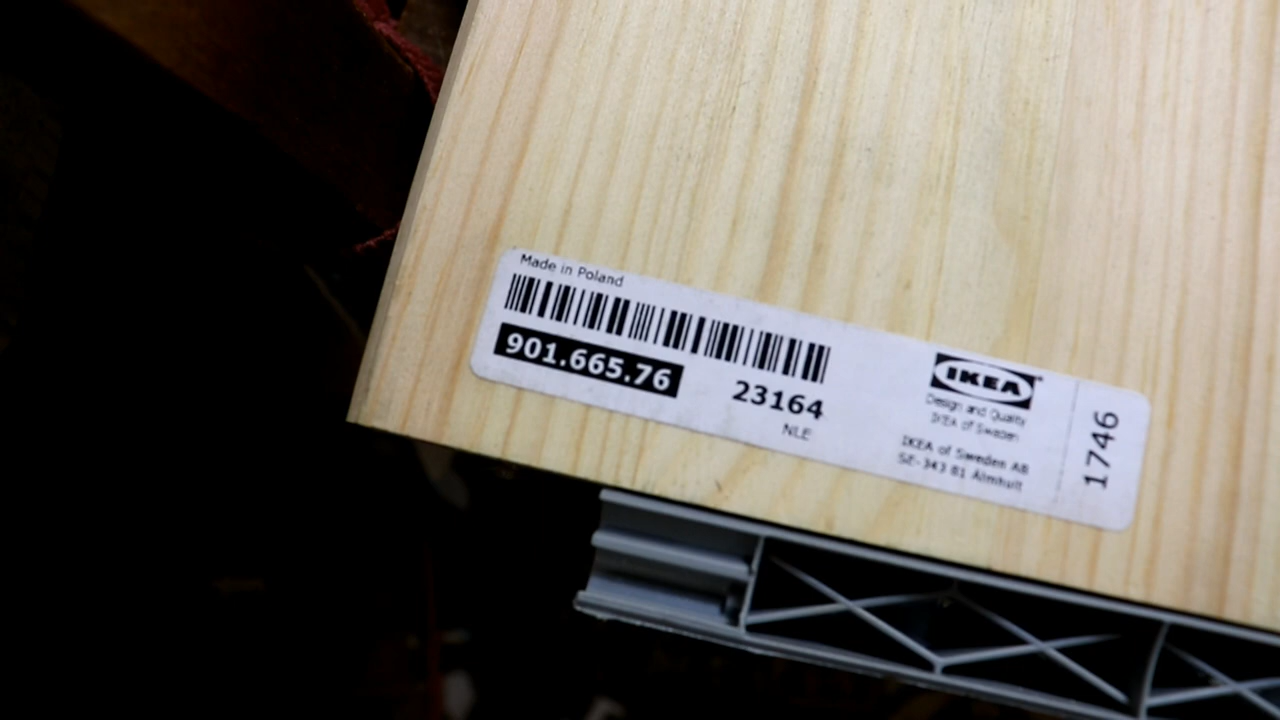 Made in Poland
901.665.76
23164
NLE
IKEA®
Design and Quality
IKEA of Sweden
IKEA of Sweden AB
SE-343 81 Älmhult
1746